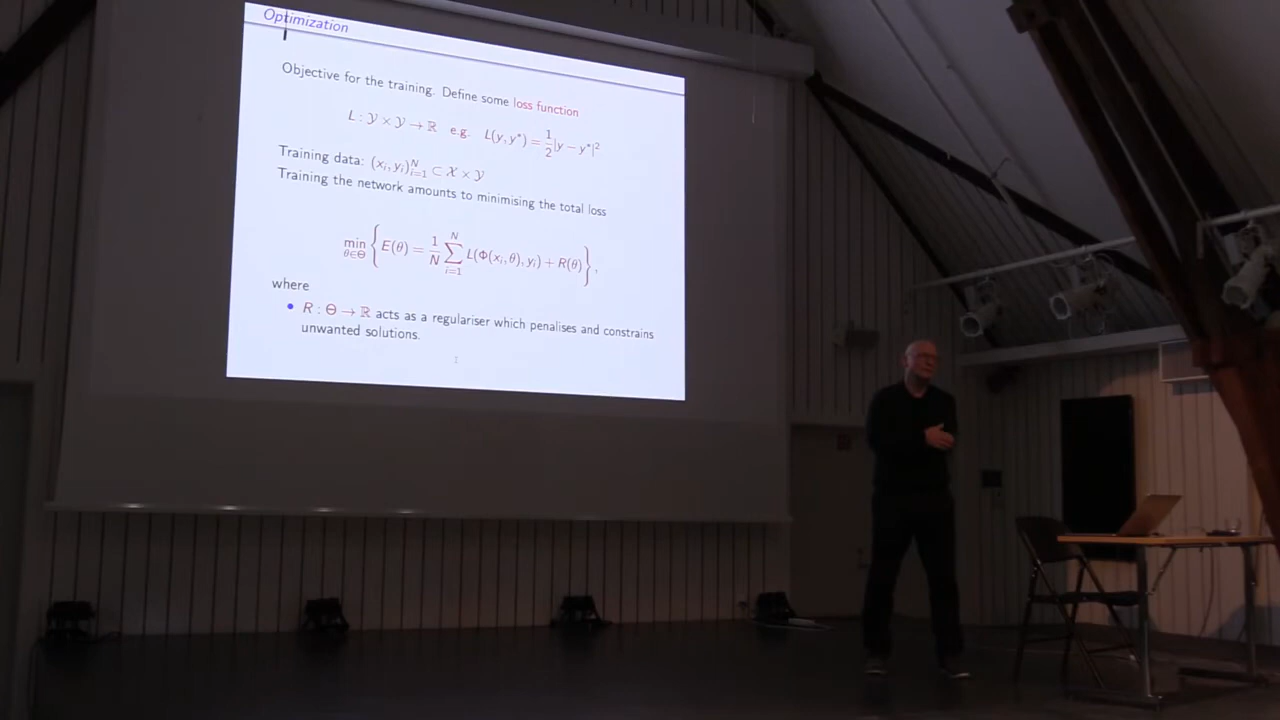 Optimization
Objective for the training. Define some loss function
L : 𝒴 × 𝒴 → ℝ e.g. L(y, y*) = 1/2|y − y*|²
Training data: (xᵢ, yᵢ)ᵢ₌₁ᴺ ⊂ 𝒳 × 𝒴
Training the network amounts to minimising the total loss
min_{θ∈Θ} { E(θ) = 1/N ∑ᵢ₌₁ᴺ L(Φ(xᵢ, θ), yᵢ) + R(θ) },
where
• R : Θ → ℝ acts as a regulariser which penalises and constrains
unwanted solutions.